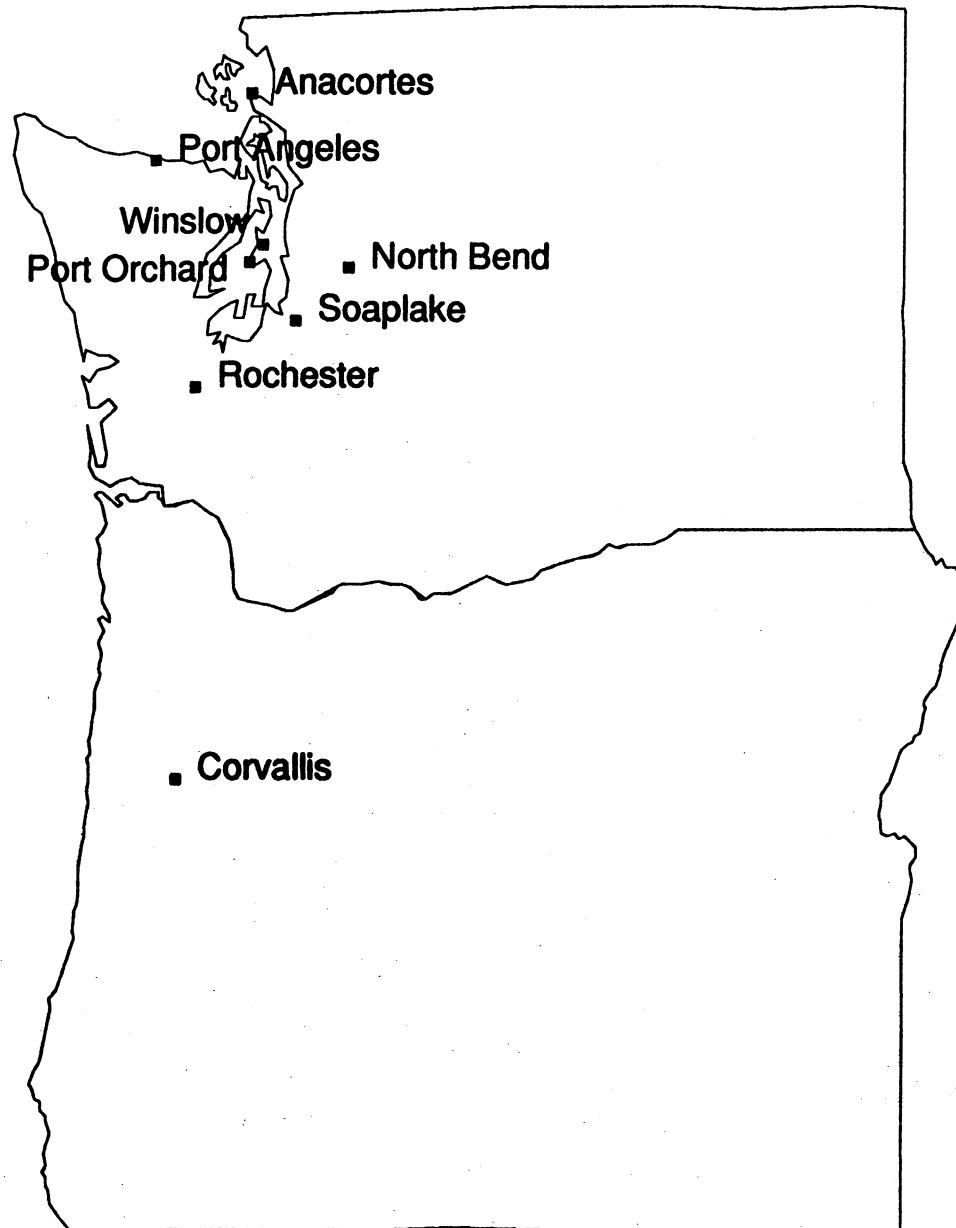 Anacortes
Port Angeles
Winslow
Port Orchard
North Bend
Soaplake
Rochester
Corvallis